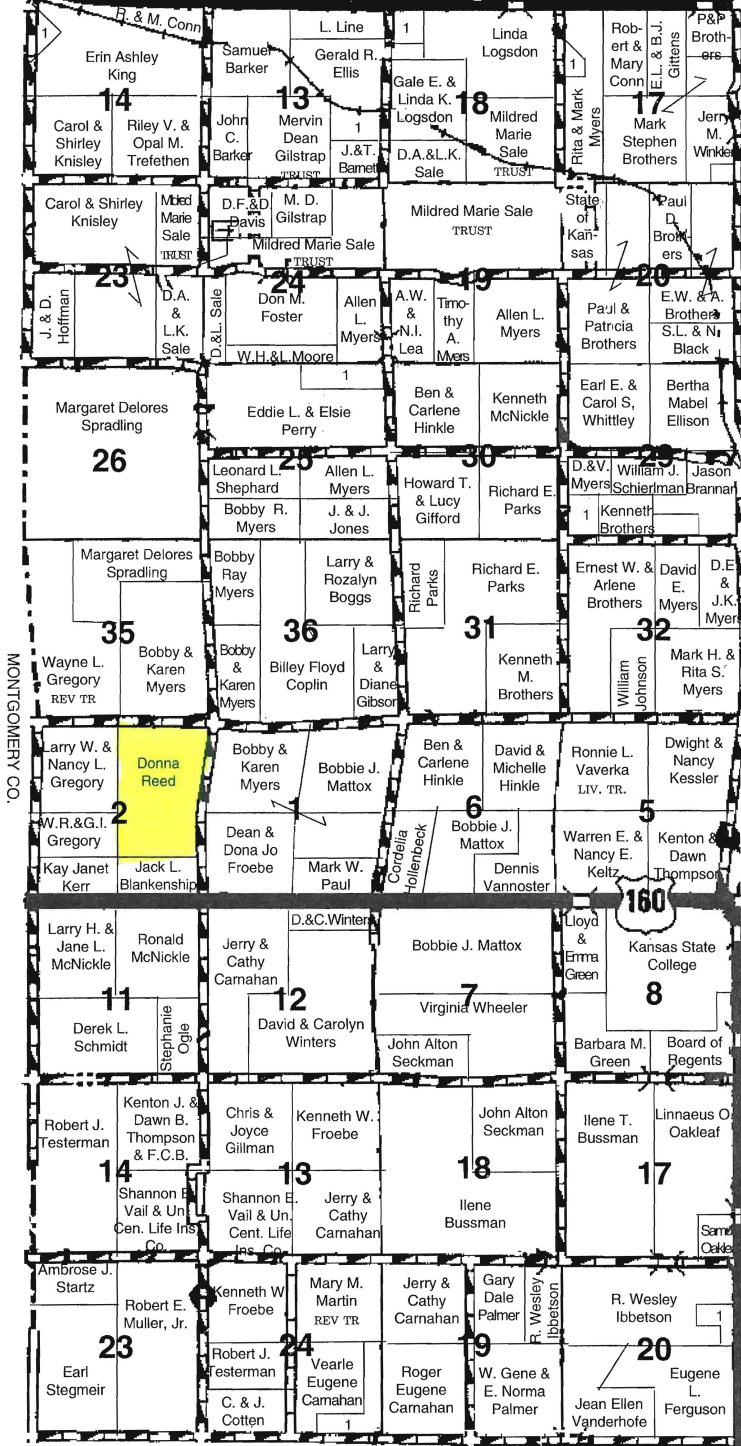 R. & M. Conn
1
Erin Ashley
King
14
Carol &
Shirley
Knisley
Riley V. &
Opal M.
Trefethen
Samuel
Barker
L. Line
Gerald R.
Ellis
13
John
C.
Barker
Mervin
Dean
Gilstrap
TRUST
1
J.&T.
Barnett
1
Linda
Logsdon
Gale E. &
Linda K.
Logsdon
18
D.A.&L.K.
Sale
Mildred
Marie
Sale
TRUST
1
Rita & Mark
Myers
Rob-
ert &
Mary
Conn
E.L. & B.J.
Gittens
P&P
Broth-
ers
17
Mark
Stephen
Brothers
Jerry
M.
Winkler
Carol & Shirley
Knisley
Mildred
Marie
Sale
TRUST
23
J. & D.
Hoffman
D.A.
&
L.K.
Sale
D.F.&D.
Davis
M. D.
Gilstrap
Mildred Marie Sale
TRUST
24
D.&L. Sale
Don M.
Foster
Allen
L.
Myers
W.H.&L.Moore
Mildred Marie Sale
TRUST
19
A.W.
&
N.I.
Lea
Timo-
thy
A.
Myers
Allen L.
Myers
State
of
Kan-
sas
Paul
D.
Broth-
ers
20
Paul &
Patricia
Brothers
E.W. & A.
Brothers
S.L. & N.
Black
Margaret Delores
Spradling
26
1
Eddie L. & Elsie
Perry
25
Leonard L.
Shephard
Allen L.
Myers
Bobby R.
Myers
J. & J.
Jones
Ben &
Carlene
Hinkle
Kenneth
McNickle
30
Howard T.
& Lucy
Gifford
Richard E.
Parks
Earl E. &
Carol S,
Whittley
Bertha
Mabel
Ellison
29
D.&V.
Myers
William J.
Schierlman
Jason
Brannan
1
Kenneth
Brothers
Margaret Delores
Spradling
35
Wayne L.
Gregory
REV TR
Bobby &
Karen
Myers
Bobby
Ray
Myers
Larry &
Rozalyn
Boggs
36
Bobby
&
Karen
Myers
Billey Floyd
Coplin
Larry
&
Diane
Gibson
Richard
Parks
Richard E.
Parks
31
Kenneth
M.
Brothers
Ernest W. &
Arlene
Brothers
David
E.
Myers
D.E.
&
J.K.
Myers
32
William
Johnson
Mark H. &
Rita S.
Myers
MONTGOMERY CO.
Larry W. &
Nancy L.
Gregory
Donna
Reed
2
W.R.&G.I.
Gregory
Kay Janet
Kerr
Jack L.
Blankenship
Bobby &
Karen
Myers
Bobbie J.
Mattox
1
Dean &
Dona Jo
Froebe
Mark W.
Paul
Ben &
Carlene
Hinkle
David &
Michelle
Hinkle
6
Cordelia
Hollenbeck
Bobbie J.
Mattox
Dennis
Vannoster
Ronnie L.
Vaverka
LIV. TR.
Dwight &
Nancy
Kessler
5
Warren E. &
Nancy E.
Keltz
Kenton &
Dawn
Thompson
160
Larry H. &
Jane L.
McNickle
Ronald
McNickle
11
Derek L.
Schmidt
Stephanie
Ogle
D.&C.Winters
Jerry &
Cathy
Carnahan
12
David & Carolyn
Winters
Bobbie J. Mattox
7
Virginia Wheeler
John Alton
Seckman
Lloyd
&
Emma
Green
Kansas State
College
8
Barbara M.
Green
Board of
Regents
Robert J.
Testerman
Kenton J. &
Dawn B.
Thompson
& F.C.B.
14
Shannon E.
Vail & Un.
Cen. Life Ins.
Co.
Chris &
Joyce
Gillman
Kenneth W.
Froebe
13
Shannon E.
Vail & Un.
Cent. Life
Ins. Co.
Jerry &
Cathy
Carnahan
John Alton
Seckman
18
Ilene
Bussman
Ilene T.
Bussman
Linnaeus O.
Oakleaf
17
Ambrose J.
Startz
Robert E.
Muller, Jr.
23
Earl
Stegmeir
Kenneth W
Froebe
Mary M.
Martin
REV TR
24
Robert J.
Testerman
Vearle
Eugene
Carnahan
C. & J.
Cotten
1
Jerry &
Cathy
Carnahan
Gary
Dale
Palmer
R. Wesley
Ibbetson
19
Roger
Eugene
Carnahan
W. Gene &
E. Norma
Palmer
R. Wesley
Ibbetson
1
20
Jean Ellen
Vanderhofe
Eugene
L.
Ferguson